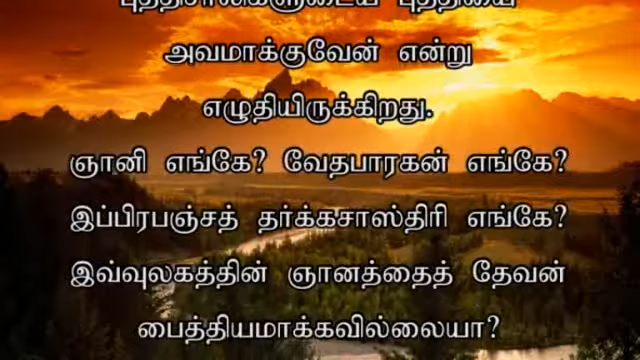 புத்திசாலிகளுடைய புத்தியை
அவமாக்குவேன் என்று
எழுதியிருக்கிறது.
ஞானி எங்கே? வேதபாரகன் எங்கே?
இப்பிரபஞ்சத் தர்க்கசாஸ்திரி எங்கே?
இவ்வுலகத்தின் ஞானத்தைத் தேவன்
பைத்தியமாக்கவில்லையா?